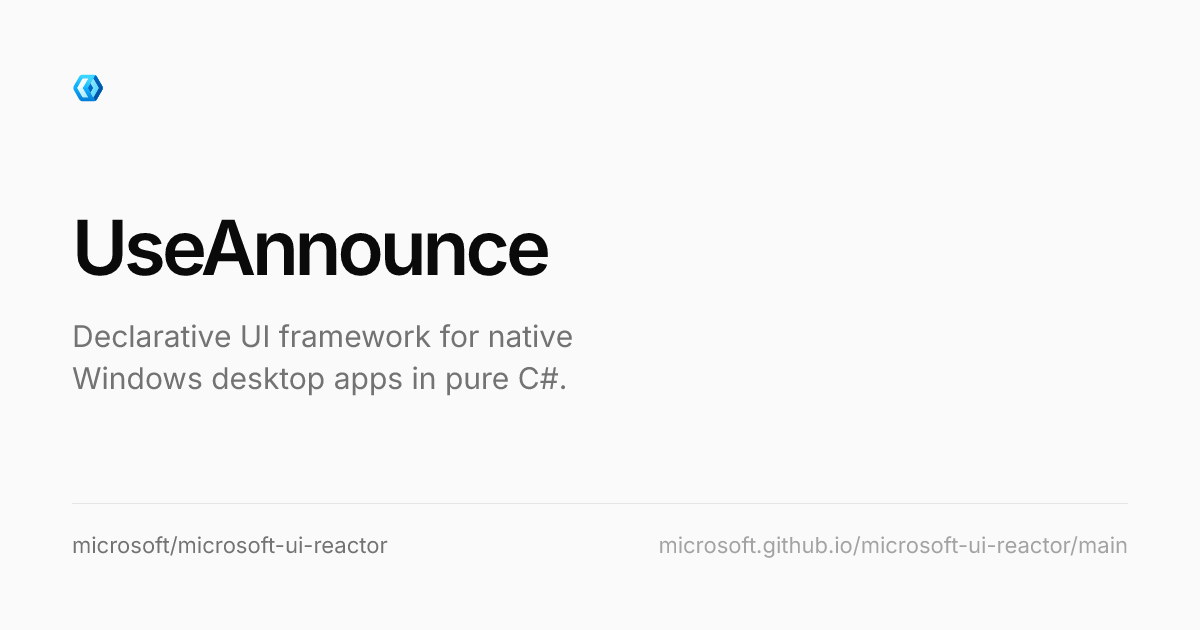 UseAnnounce
Declarative UI framework for native
Windows desktop apps in pure C#.
microsoft/microsoft-ui-reactor
microsoft.github.io/microsoft-ui-reactor/main